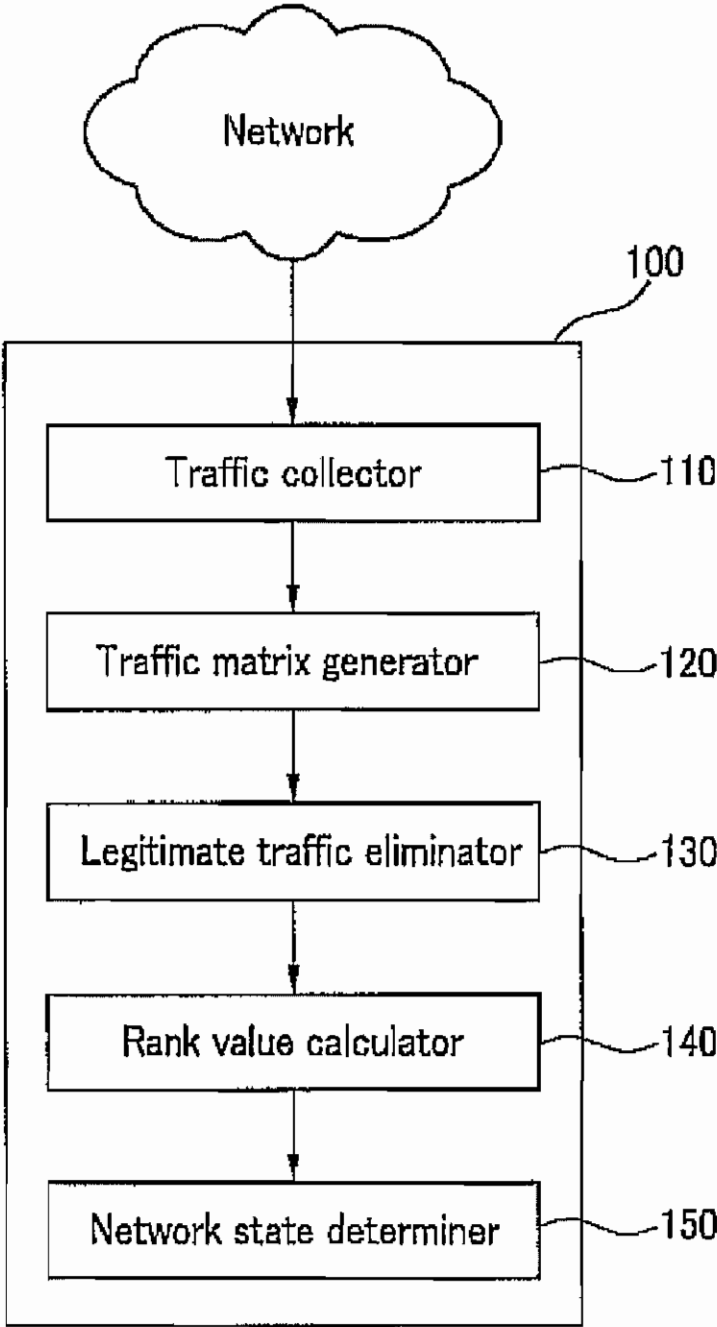 Network
100
Traffic collector
110
Traffic matrix generator
120
Legitimate traffic eliminator
130
Rank value calculator
140
Network state determiner
150